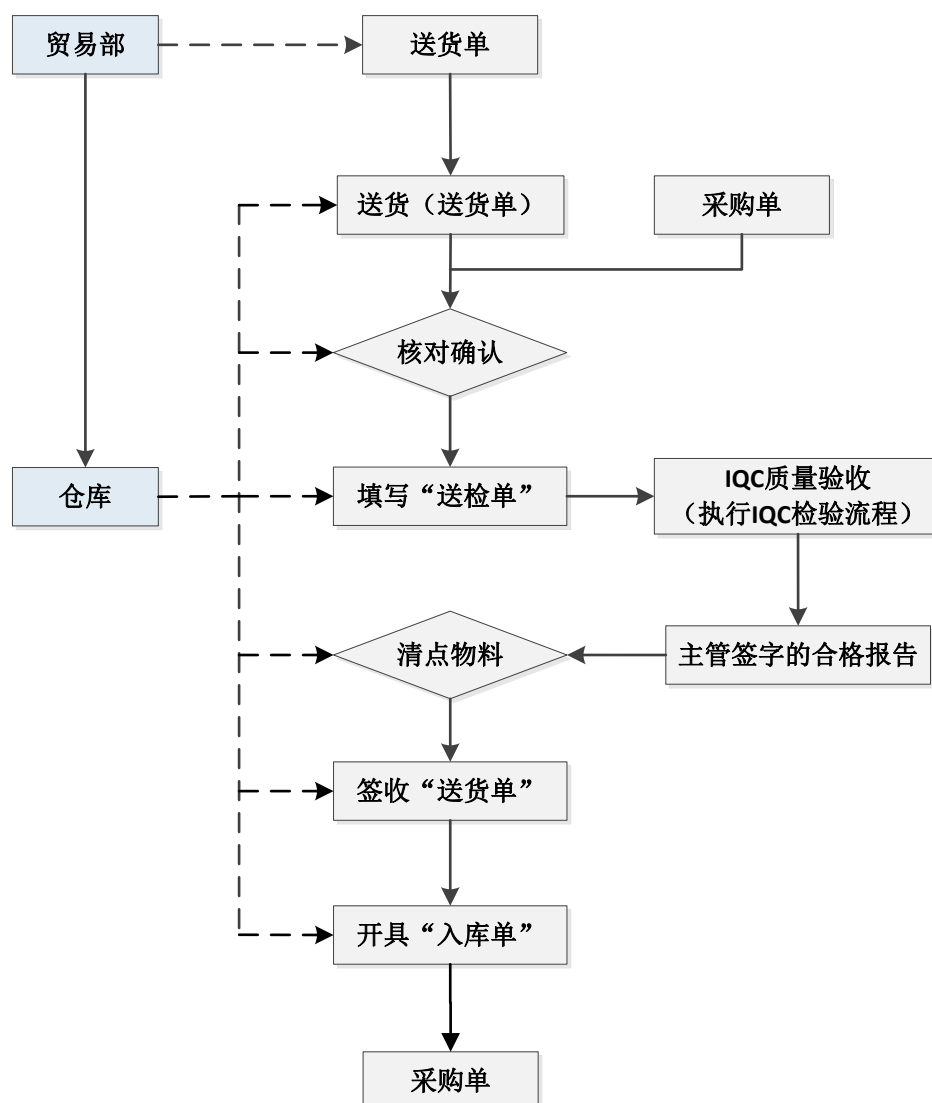 贸易部
送货单
送货（送货单）
采购单
核对确认
仓库
填写“送检单”
IQC质量验收
（执行IQC检验流程）
清点物料
主管签字的合格报告
签收“送货单”
开具“入库单”
采购单